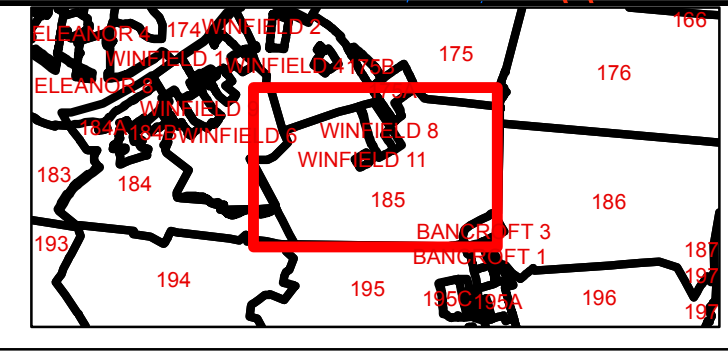 166
ELEANOR 4
174
WINFIELD 2
175
WINFIELD 1
WINFIELD 4
175B
176
ELEANOR 8
WINFIELD
184A
184B
WINFIELD 6
WINFIELD 8
WINFIELD 11
183
184
185
186
BANCROFT 3
193
BANCROFT 1
187
194
195
197
195C
195A
196
197